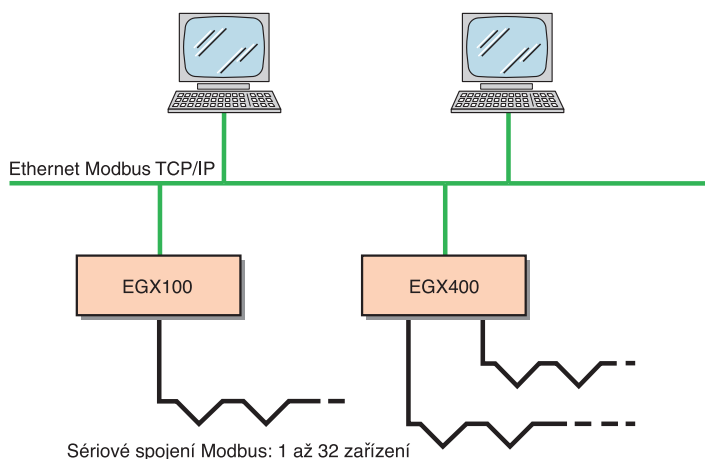 Ethernet Modbus TCP/IP
EGX100
EGX400
Sériové spojení Modbus: 1 až 32 zařízení